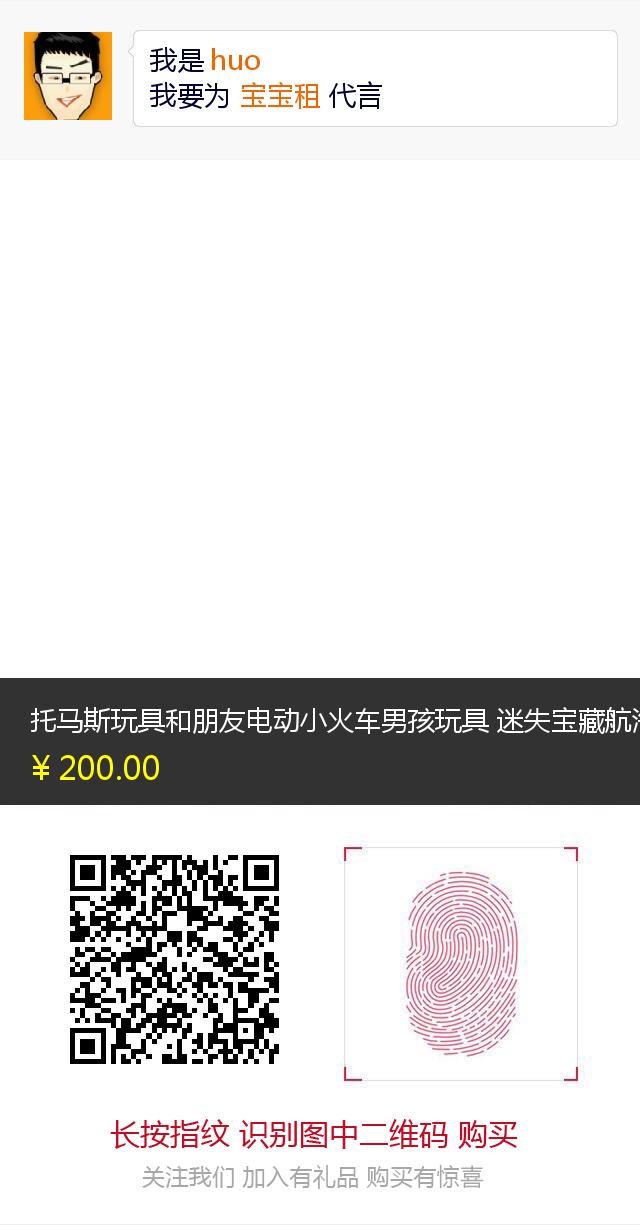 我是 huo
我要为 宝宝租 代言
托马斯玩具和朋友电动小火车男孩玩具 迷失宝藏航
¥ 200.00
长按指纹 识别图中二维码 购买
关注我们 加入有礼品 购买有惊喜